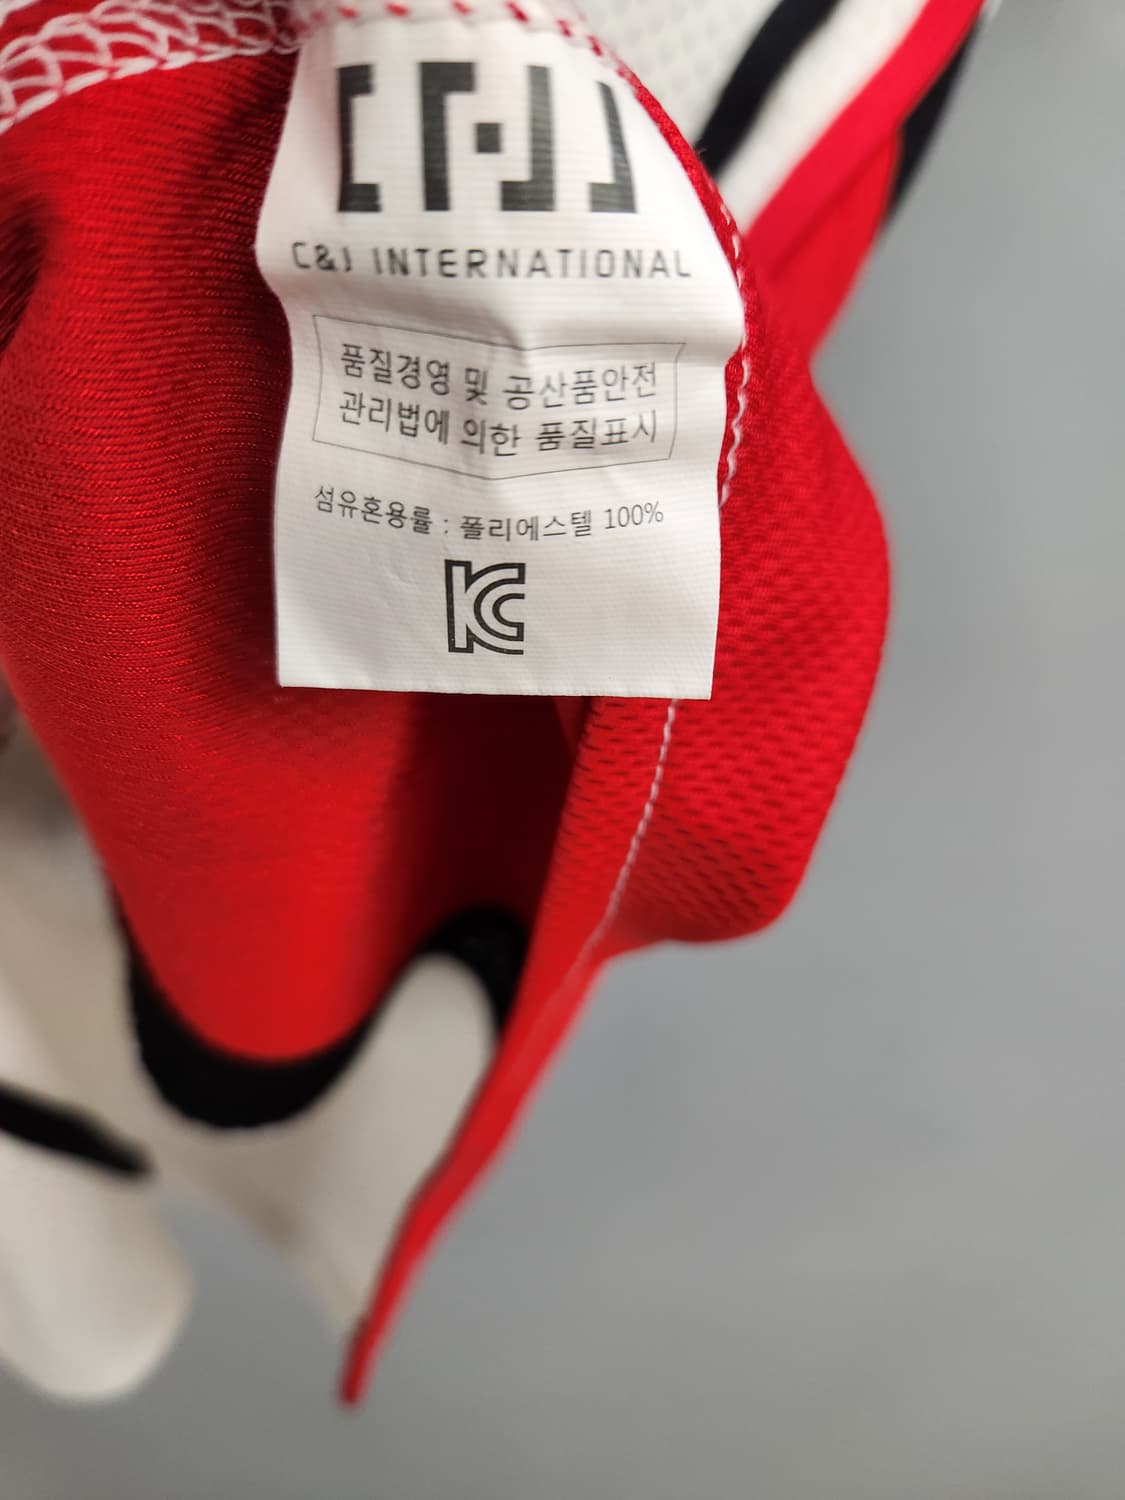 C&J INTERNATIONAL
품질경영 및 공산품안전
관리법에 의한 품질표시
섬유혼용률 : 폴리에스텔 100%
KC